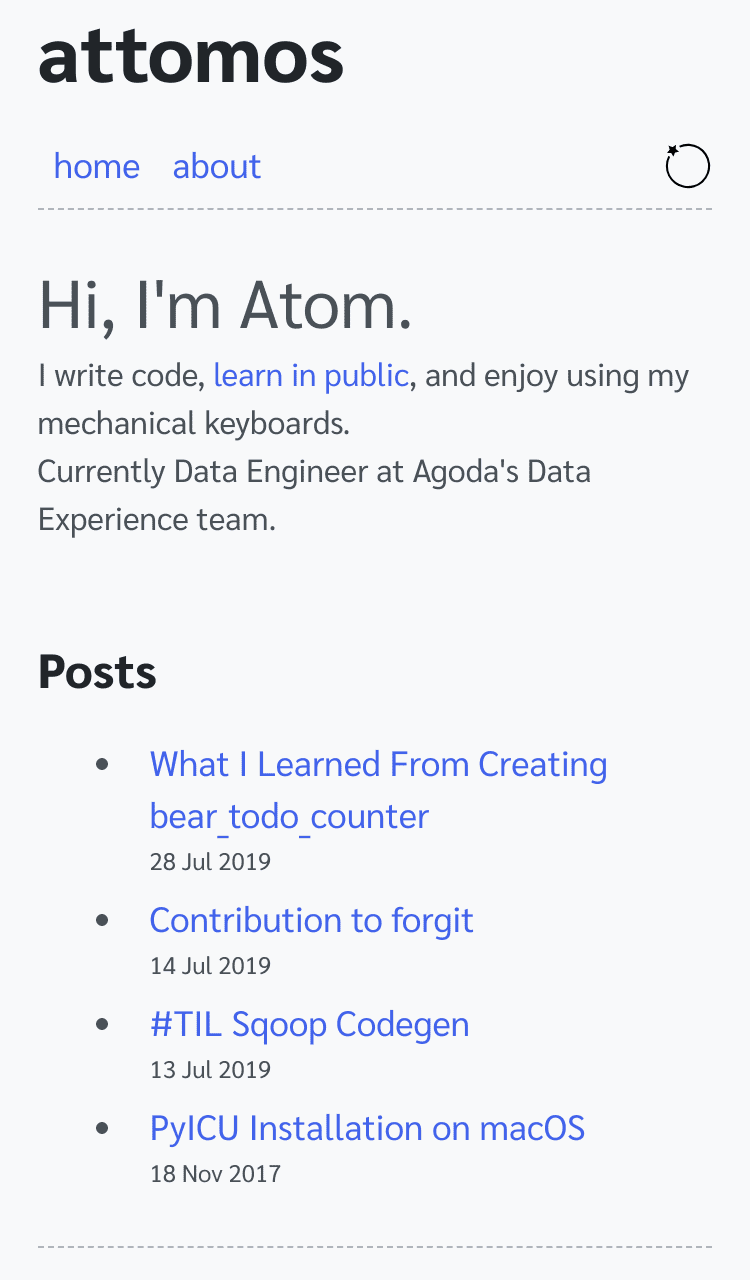 attomos
home about
Hi, I'm Atom.
I write code, learn in public, and enjoy using my
mechanical keyboards.
Currently Data Engineer at Agoda's Data
Experience team.
Posts
What I Learned From Creating
bear_todo_counter
28 Jul 2019
Contribution to forgit
14 Jul 2019
#TIL Sqoop Codegen
13 Jul 2019
PyICU Installation on macOS
18 Nov 2017